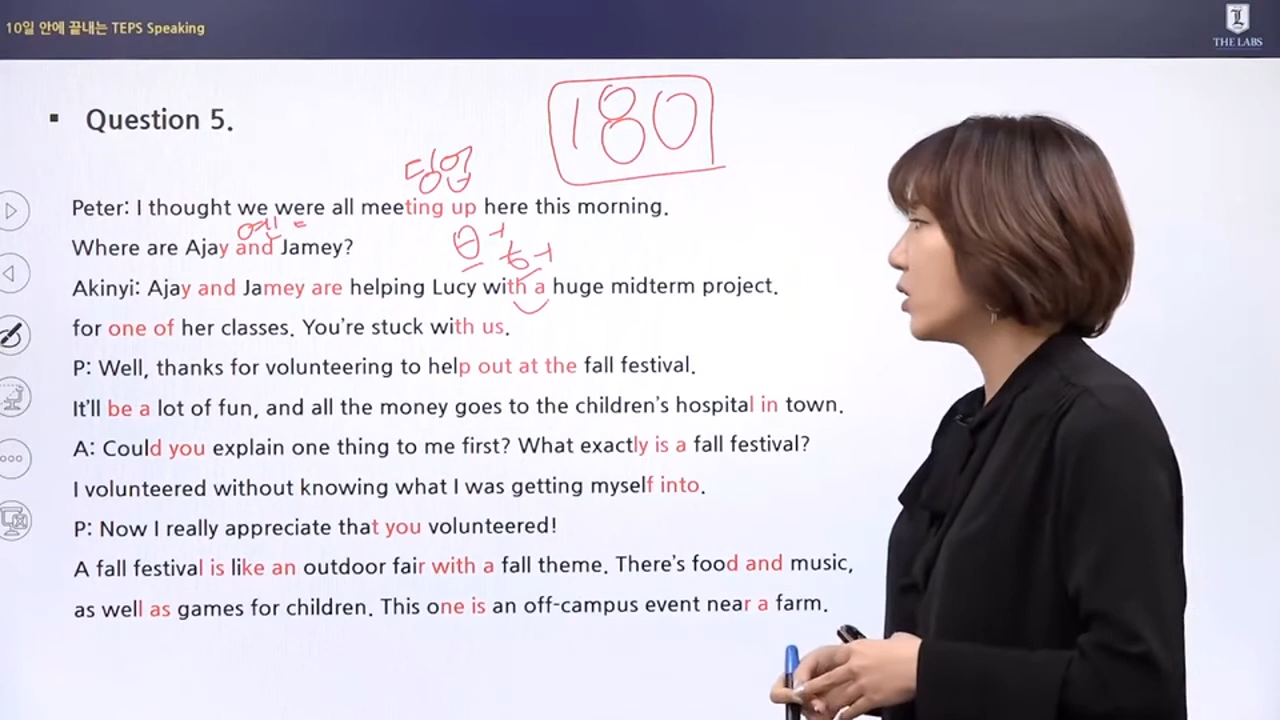 10일 안에 끝내는 TEPS Speaking
L
THE LABS
▪ Question 5.
180
딩업
Peter: I thought we were all meeting up here this morning.
Where are Ajay and Jamey?
Akinyi: Ajay and Jamey are helping Lucy with a huge midterm project.
for one of her classes. You're stuck with us.
P: Well, thanks for volunteering to help out at the fall festival.
It'll be a lot of fun, and all the money goes to the children's hospital in town.
A: Could you explain one thing to me first? What exactly is a fall festival?
I volunteered without knowing what I was getting myself into.
P: Now I really appreciate that you volunteered!
A fall festival is like an outdoor fair with a fall theme. There's food and music,
as well as games for children. This one is an off-campus event near a farm.